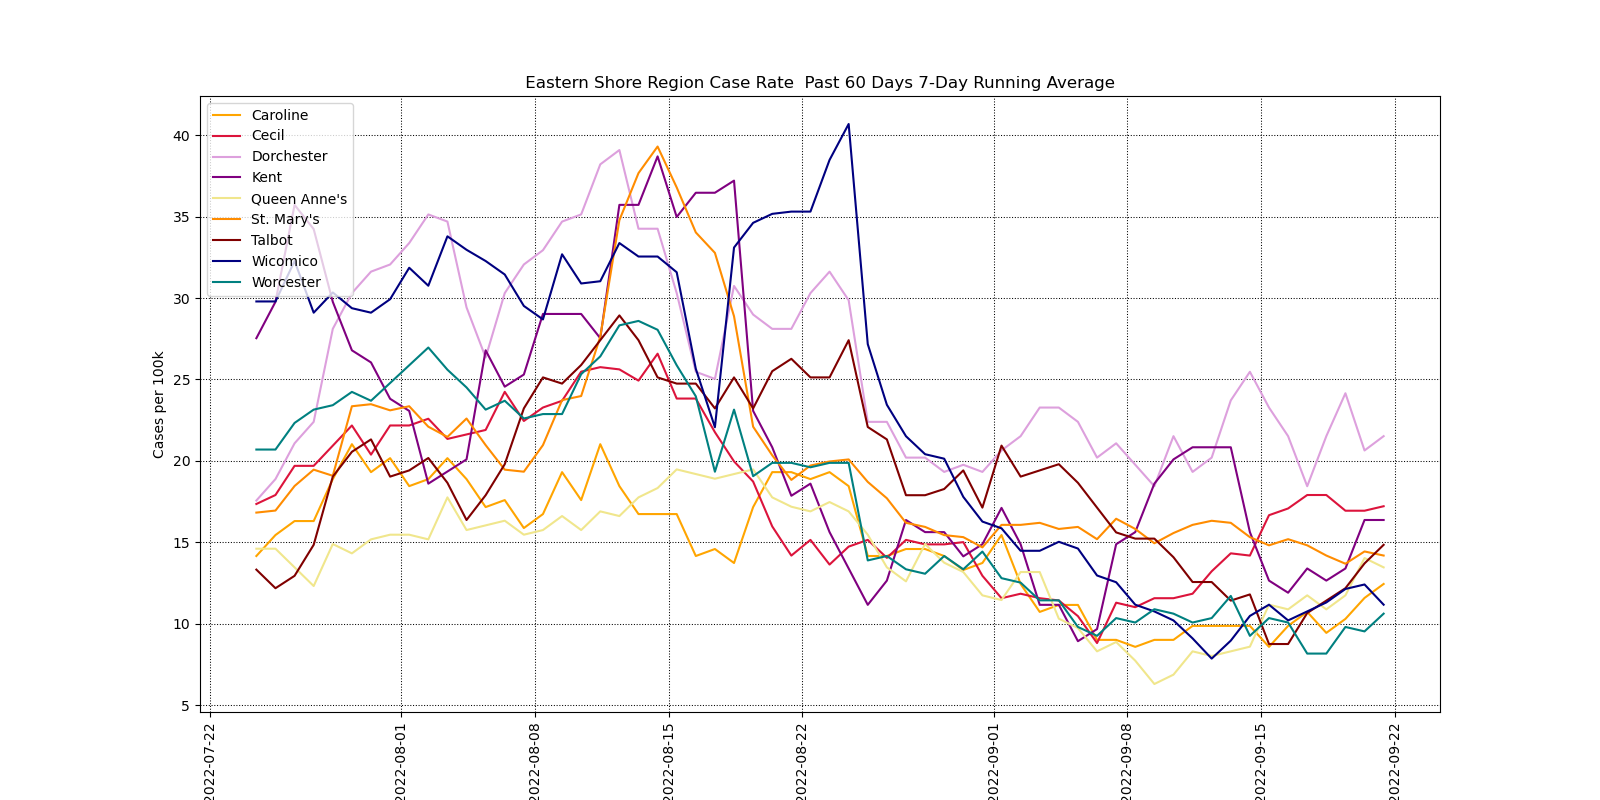 Eastern Shore Region Case Rate  Past 60 Days 7-Day Running Average
Cases per 100k
40
35
30
25
20
15
10
5
Caroline
Cecil
Dorchester
Kent
Queen Anne's
St. Mary's
Talbot
Wicomico
Worcester
2022-07-22
2022-08-01
2022-08-08
2022-08-15
2022-08-22
2022-09-01
2022-09-08
2022-09-15
2022-09-22